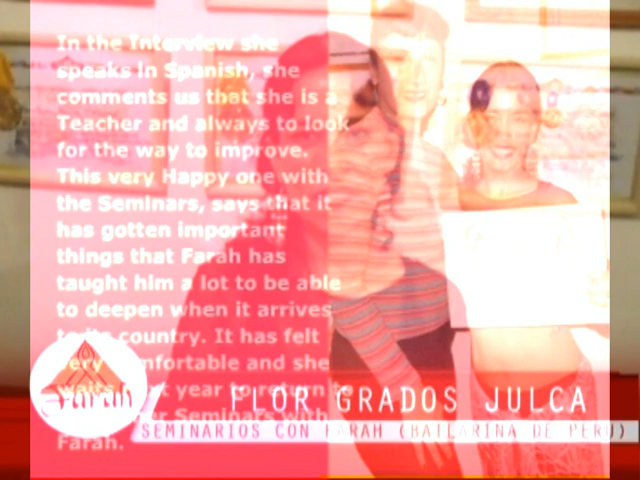 In the Interview she
speaks in Spanish, she
comments us that she is a
Teacher and always to look
for the way to improve.
This very Happy one with
the Seminars, says that it
has gotten important
things that Farah has
taught him a lot to be able
to deepen when it arrives
to its country. It has felt
very comfortable and she
year to return
Seminars with
Farah.
Farah
FLOR GRADOS JULCA
SEMINARIOS CON FARAH (BAILARINA DE PERU)